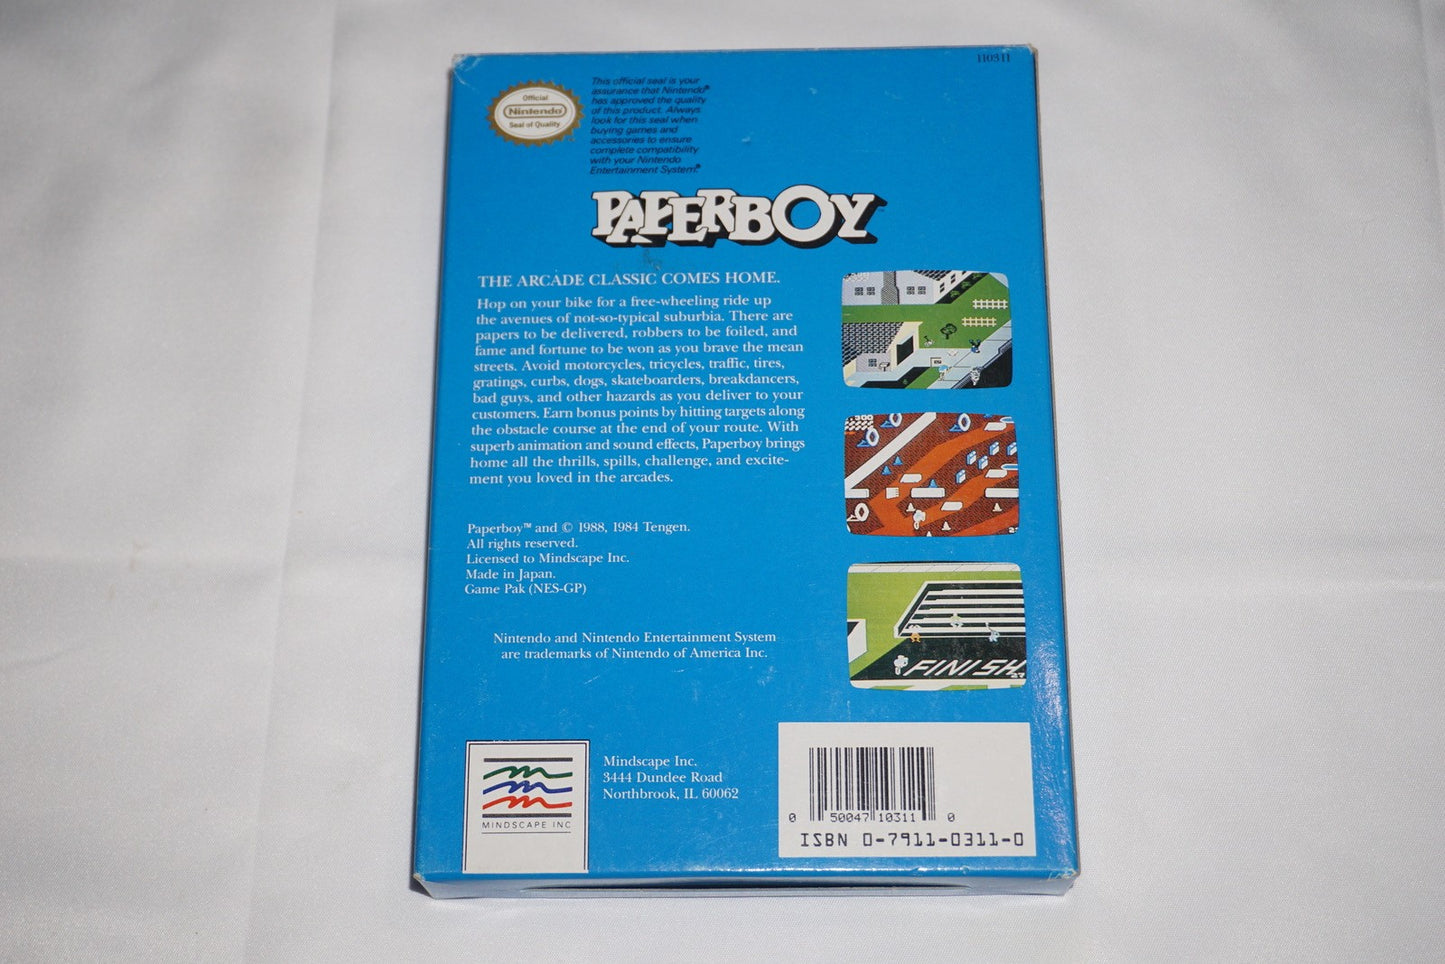 110311
Official
Nintendo®
Seal of Quality
This official seal is your
assurance that Nintendo®
has approved the quality
of this product. Always
look for this seal when
buying games and
accessories to ensure
complete compatibility
with your Nintendo
Entertainment System.®
PAPERBOY™
THE ARCADE CLASSIC COMES HOME.
Hop on your bike for a free-wheeling ride up
the avenues of not-so-typical suburbia. There are
papers to be delivered, robbers to be foiled, and
fame and fortune to be won as you brave the mean
streets. Avoid motorcycles, tricycles, traffic, tires,
gratings, curbs, dogs, skateboarders, breakdancers,
bad guys, and other hazards as you deliver to your
customers. Earn bonus points by hitting targets along
the obstacle course at the end of your route. With
superb animation and sound effects, Paperboy brings
home all the thrills, spills, challenge, and excite-
ment you loved in the arcades.
Paperboy™ and © 1988, 1984 Tengen.
All rights reserved.
Licensed to Mindscape Inc.
Made in Japan.
Game Pak (NES-GP)
Nintendo and Nintendo Entertainment System
are trademarks of Nintendo of America Inc.
FINISH
MINDSCAPE INC
Mindscape Inc.
3444 Dundee Road
Northbrook, IL 60062
0 50047 10311 0
ISBN 0-7911-0311-0